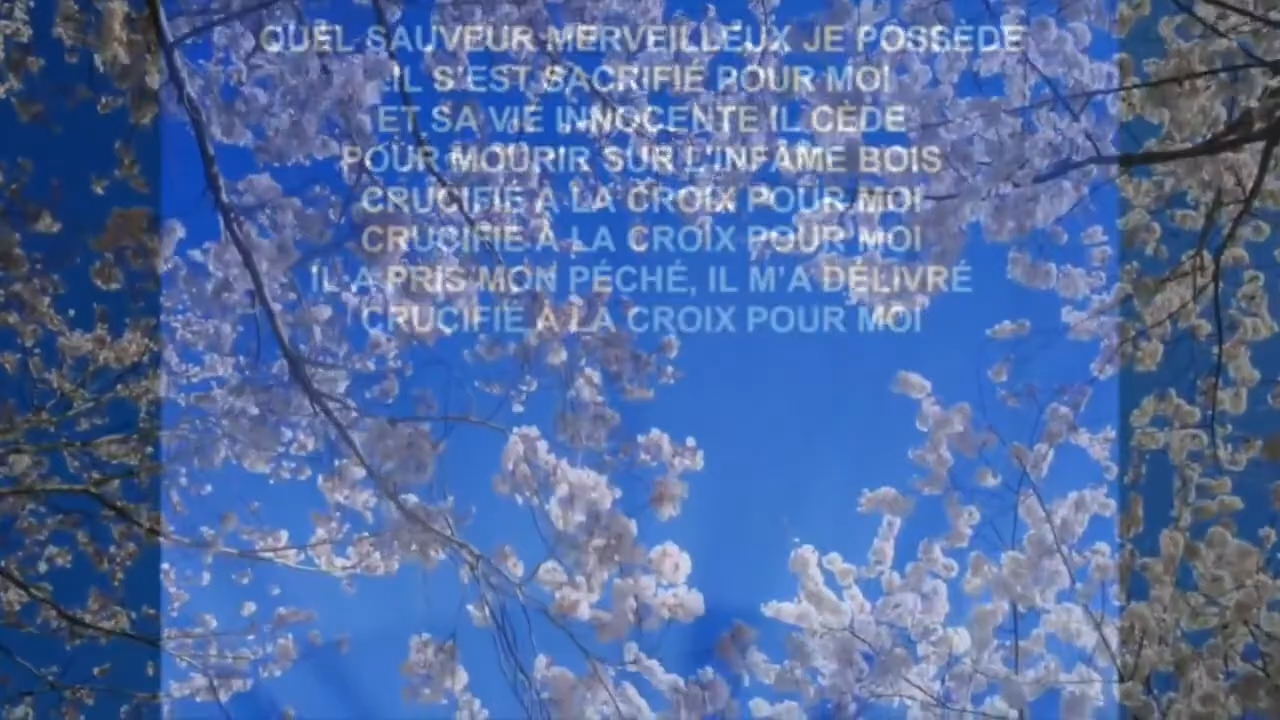 QUEL SAUVEUR MERVEILLEUX JE POSSÈDE
IL S'EST SACRIFIÉ POUR MOI
ET SA VIE INNOCENTE IL CÈDE
POUR MOURIR SUR L'INFÂME BOIS
CRUCIFIÉ À LA CROIX POUR MOI
CRUCIFIÉ À LA CROIX POUR MOI
IL A PRIS MON PÉCHÉ, IL M'A DÉLIVRÉ
CRUCIFIÉ À LA CROIX POUR MOI